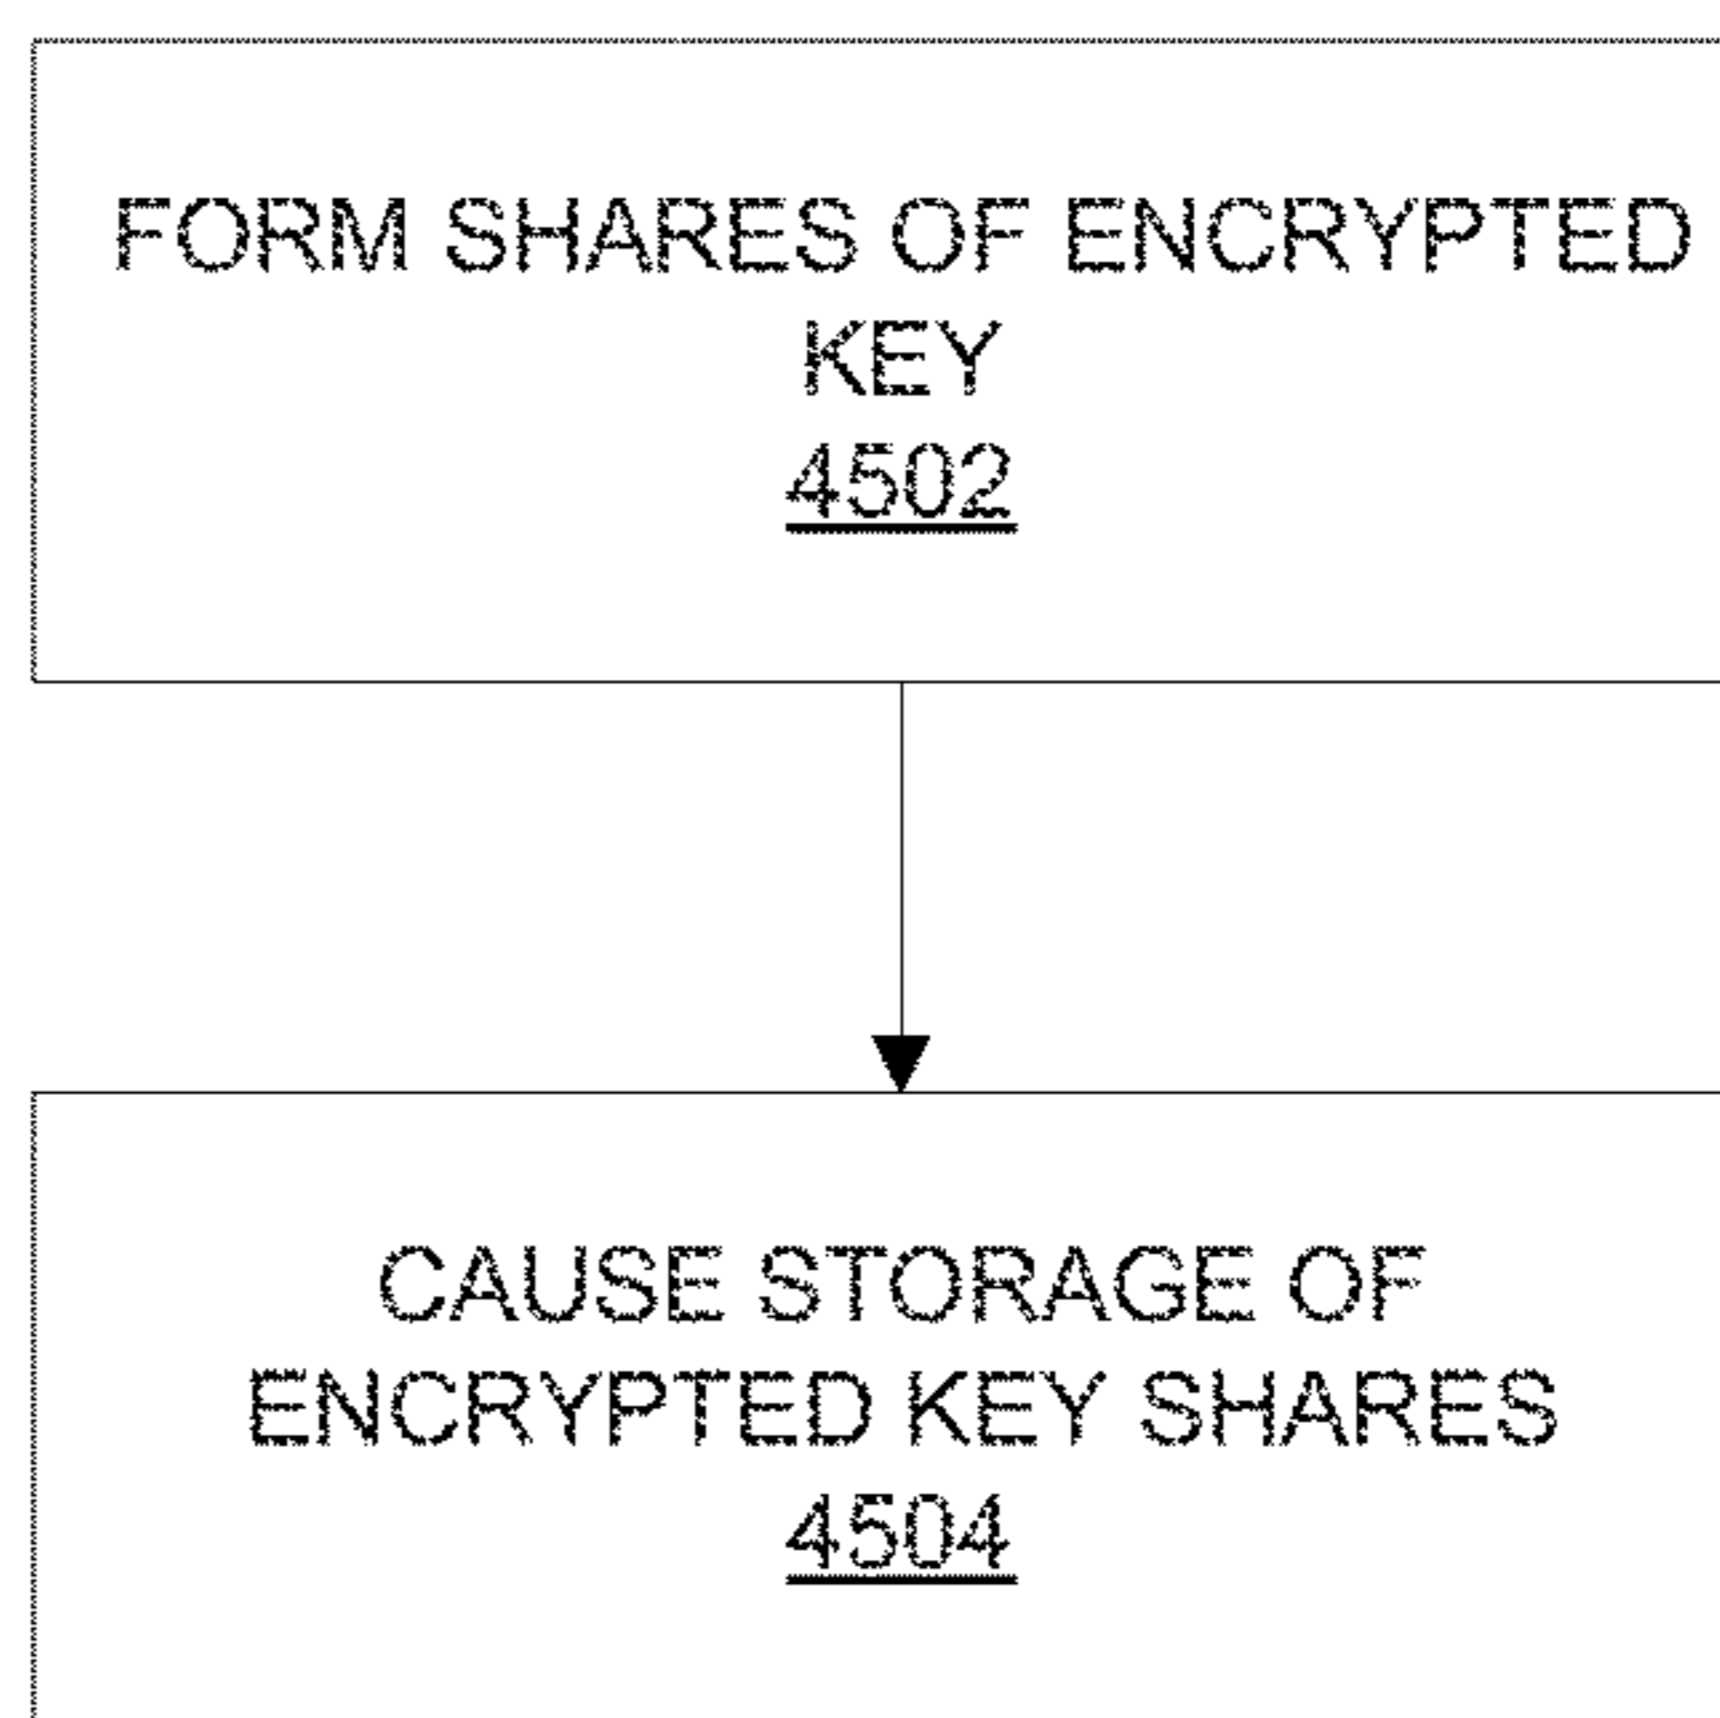 FORM SHARES OF ENCRYPTED
KEY
4502
CAUSE STORAGE OF
ENCRYPTED KEY SHARES
4504